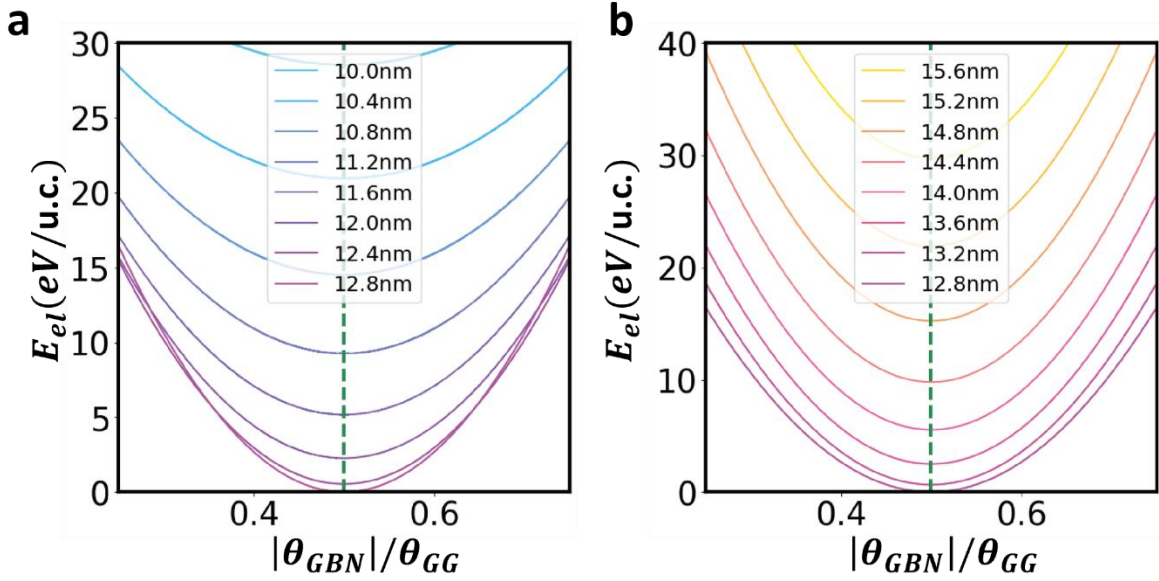 a
30
25
20
15
10
5
0
E_el(eV/u.c.)
10.0nm
10.4nm
10.8nm
11.2nm
11.6nm
12.0nm
12.4nm
12.8nm
0.4 0.6
|θ_GBN|/θ_GG
b
40
30
20
10
0
E_el(eV/u.c.)
15.6nm
15.2nm
14.8nm
14.4nm
14.0nm
13.6nm
13.2nm
12.8nm
0.4 0.6
|θ_GBN|/θ_GG